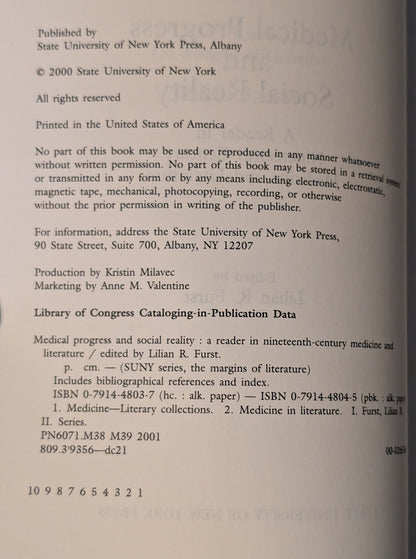 Published by
State University of New York Press, Albany
© 2000 State University of New York
All rights reserved
Printed in the United States of America
No part of this book may be used or reproduced in any manner whatsoever
without written permission. No part of this book may be stored in a retrieval system
or transmitted in any form or by any means including electronic, electrostatic,
magnetic tape, mechanical, photocopying, recording, or otherwise
without the prior permission in writing of the publisher.
For information, address the State University of New York Press,
90 State Street, Suite 700, Albany, NY 12207
Production by Kristin Milavec
Marketing by Anne M. Valentine
Library of Congress Cataloging-in-Publication Data
Medical progress and social reality : a reader in nineteenth-century medicine and
literature / edited by Lilian R. Furst.
p. cm. — (SUNY series, the margins of literature)
Includes bibliographical references and index.
ISBN 0-7914-4803-7 (hc. : alk. paper) — ISBN 0-7914-4804-5 (pbk. : alk. paper
1. Medicine—Literary collections. 2. Medicine in literature. I. Furst, Lilian R.
II. Series.
PN6071.M38 M39 2001
809.3'9356—dc21
10 9 8 7 6 5 4 3 2 1